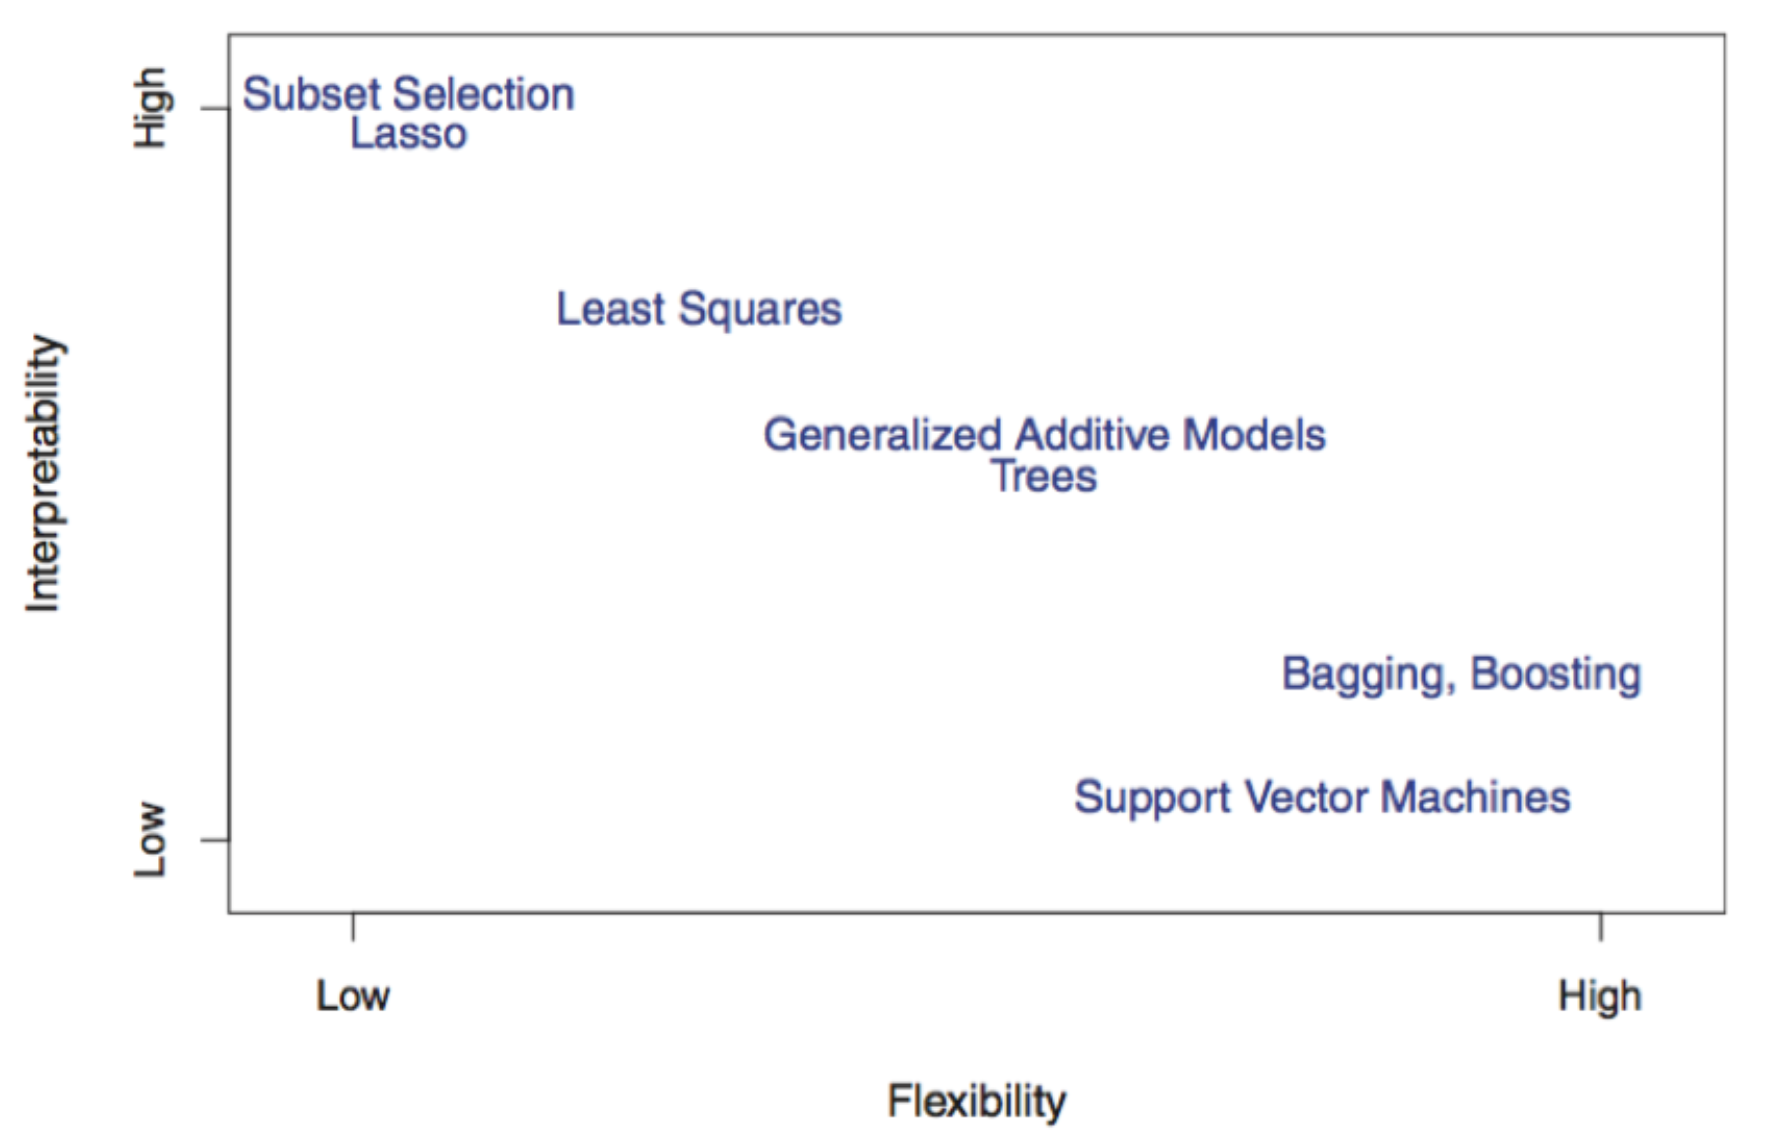 High
Subset Selection
Lasso
Least Squares
Interpretability
Generalized Additive Models
Trees
Bagging, Boosting
Support Vector Machines
Low
Low
High
Flexibility